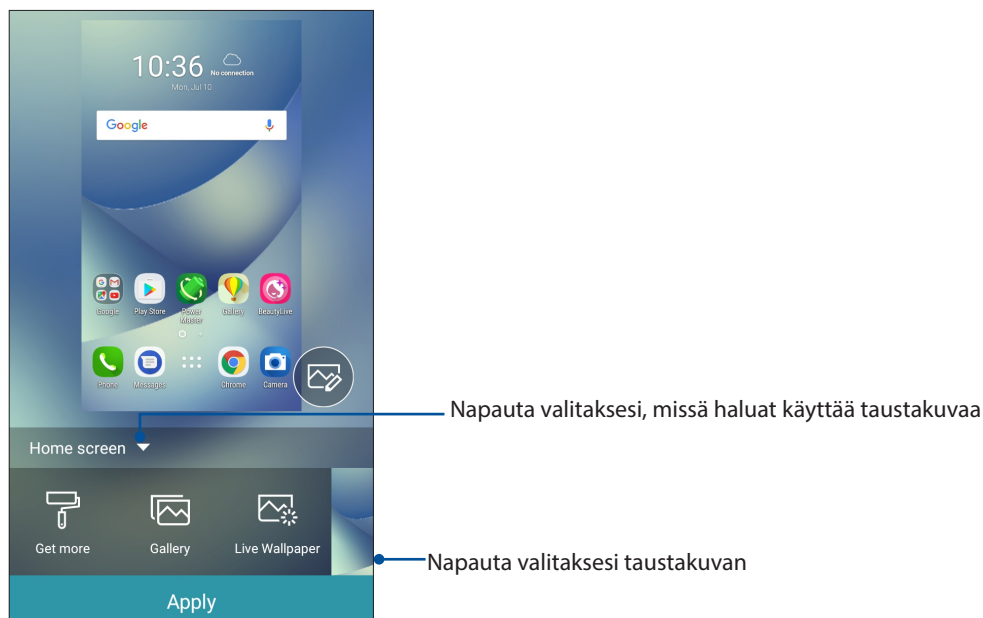 10:36
No connection
Mon, Jul 10
Google
Google Play Store Power Master Gallery BeautyLive
Phone Messages Chrome Camera
Napauta valitaksesi, missä haluat käyttää taustakuvaa
Home screen
Get more Gallery Live Wallpaper
Napauta valitaksesi taustakuvan
Apply